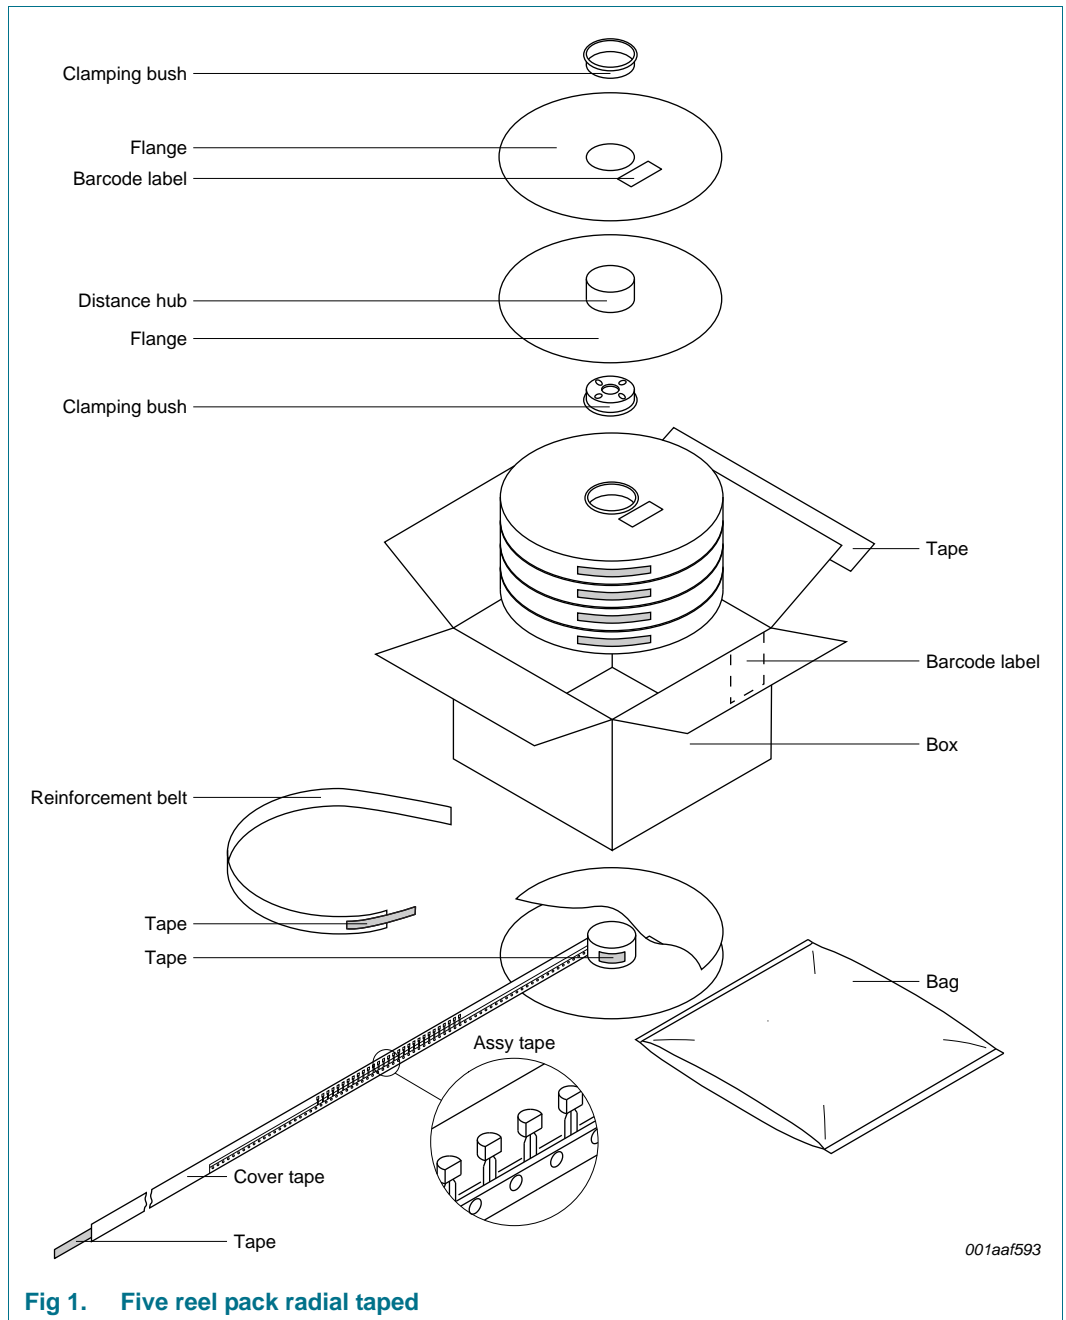 Clamping bush
Flange
Barcode label
Distance hub
Flange
Clamping bush
Tape
Barcode label
Box
Reinforcement belt
Tape
Tape
Bag
Assy tape
Cover tape
Tape
001aaf593
Fig 1. Five reel pack radial taped